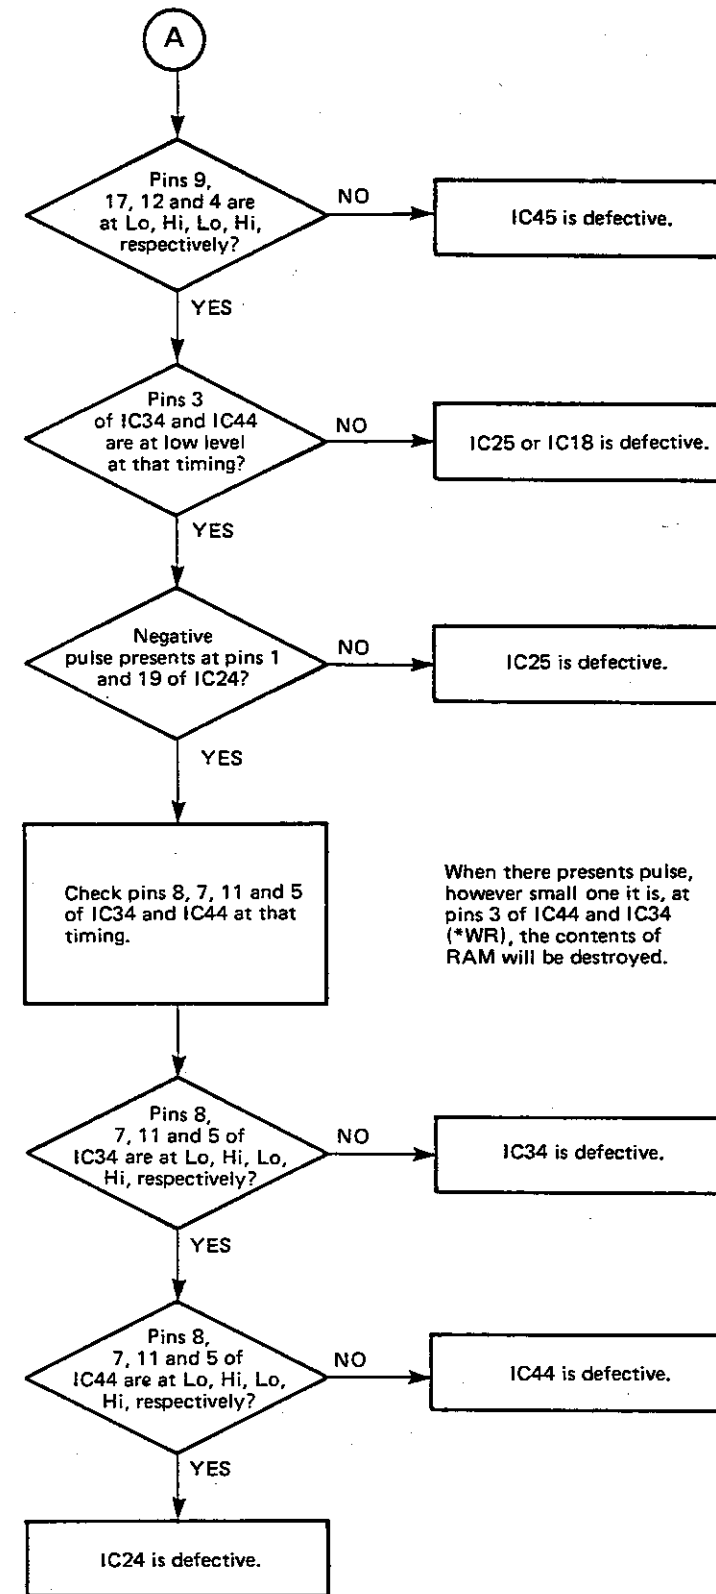 A
Pins 9,
17, 12 and 4 are
at Lo, Hi, Lo, Hi,
respectively?
NO
IC45 is defective.
YES
Pins 3
of IC34 and IC44
are at low level
at that timing?
NO
IC25 or IC18 is defective.
YES
Negative
pulse presents at pins 1
and 19 of IC24?
NO
IC25 is defective.
YES
Check pins 8, 7, 11 and 5
of IC34 and IC44 at that
timing.
When there presents pulse,
however small one it is, at
pins 3 of IC44 and IC34
(*WR), the contents of
RAM will be destroyed.
Pins 8,
7, 11 and 5 of
IC34 are at Lo, Hi, Lo,
Hi, respectively?
NO
IC34 is defective.
YES
Pins 8,
7, 11 and 5 of
IC44 are at Lo, Hi, Lo,
Hi, respectively?
NO
IC44 is defective.
YES
IC24 is defective.